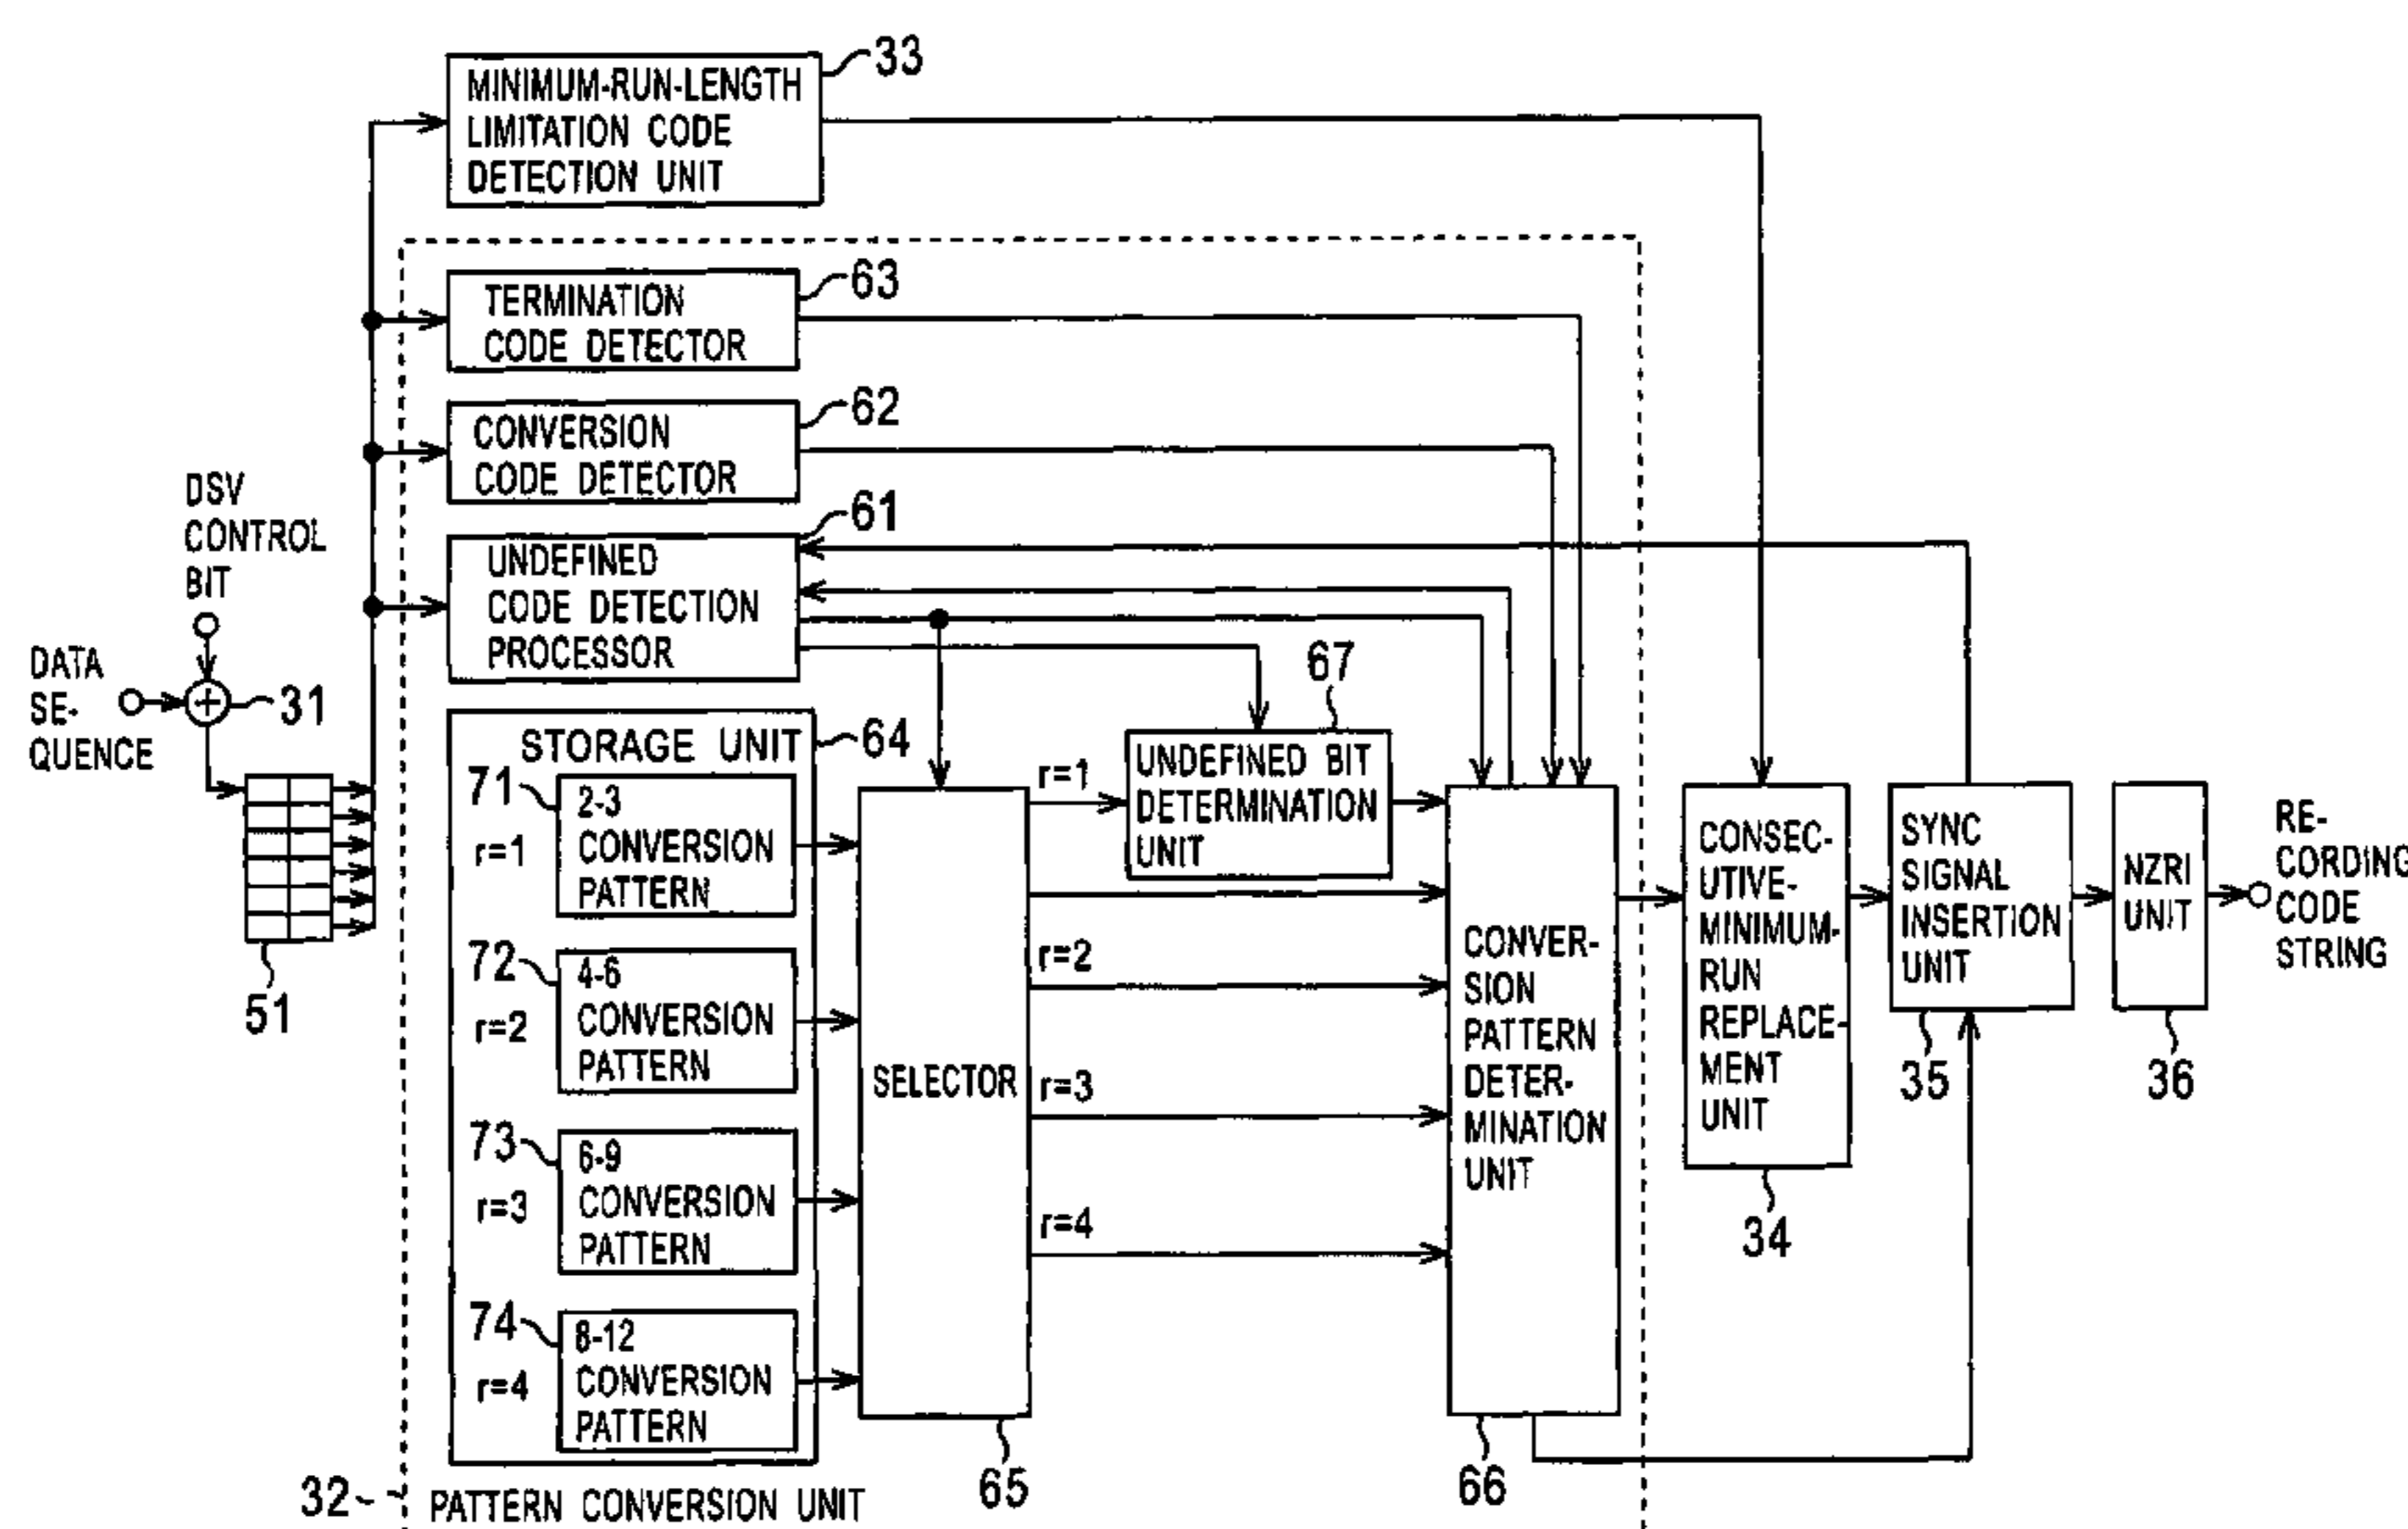 33
MINIMUM-RUN-LENGTH
LIMITATION CODE
DETECTION UNIT
63
TERMINATION
CODE DETECTOR
62
CONVERSION
CODE DETECTOR
DSV
CONTROL
BIT
61
UNDEFINED
CODE DETECTION
PROCESSOR
DATA
SE-
QUENCE
31
51
67
UNDEFINED BIT
DETERMINATION
UNIT
STORAGE UNIT
64
71
r=1
2-3
CONVERSION
PATTERN
72
r=2
4-6
CONVERSION
PATTERN
73
r=3
6-9
CONVERSION
PATTERN
74
r=4
8-12
CONVERSION
PATTERN
SELECTOR
65
r=1
r=2
r=3
r=4
CONVER-
SION
PATTERN
DETER-
MINATION
UNIT
66
CONSEC-
UTIVE-
MINIMUM-
RUN
REPLACE-
MENT
UNIT
34
SYNC
SIGNAL
INSERTION
UNIT
35
NZRI
UNIT
36
RE-
CORDING
CODE
STRING
32
PATTERN CONVERSION UNIT